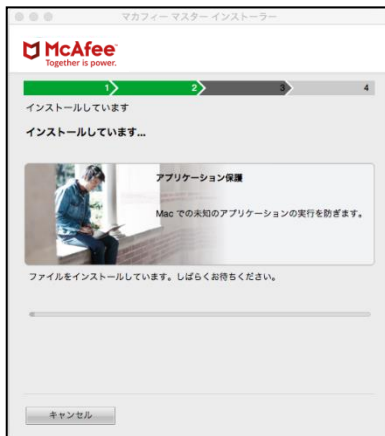 マカフィー マスター インストーラー
McAfee
Together is power.
1 2 3 4
インストールしています
インストールしています...
アプリケーション保護
Mac での未知のアプリケーションの実行を防ぎます。
ファイルをインストールしています。しばらくお待ちください。
キャンセル